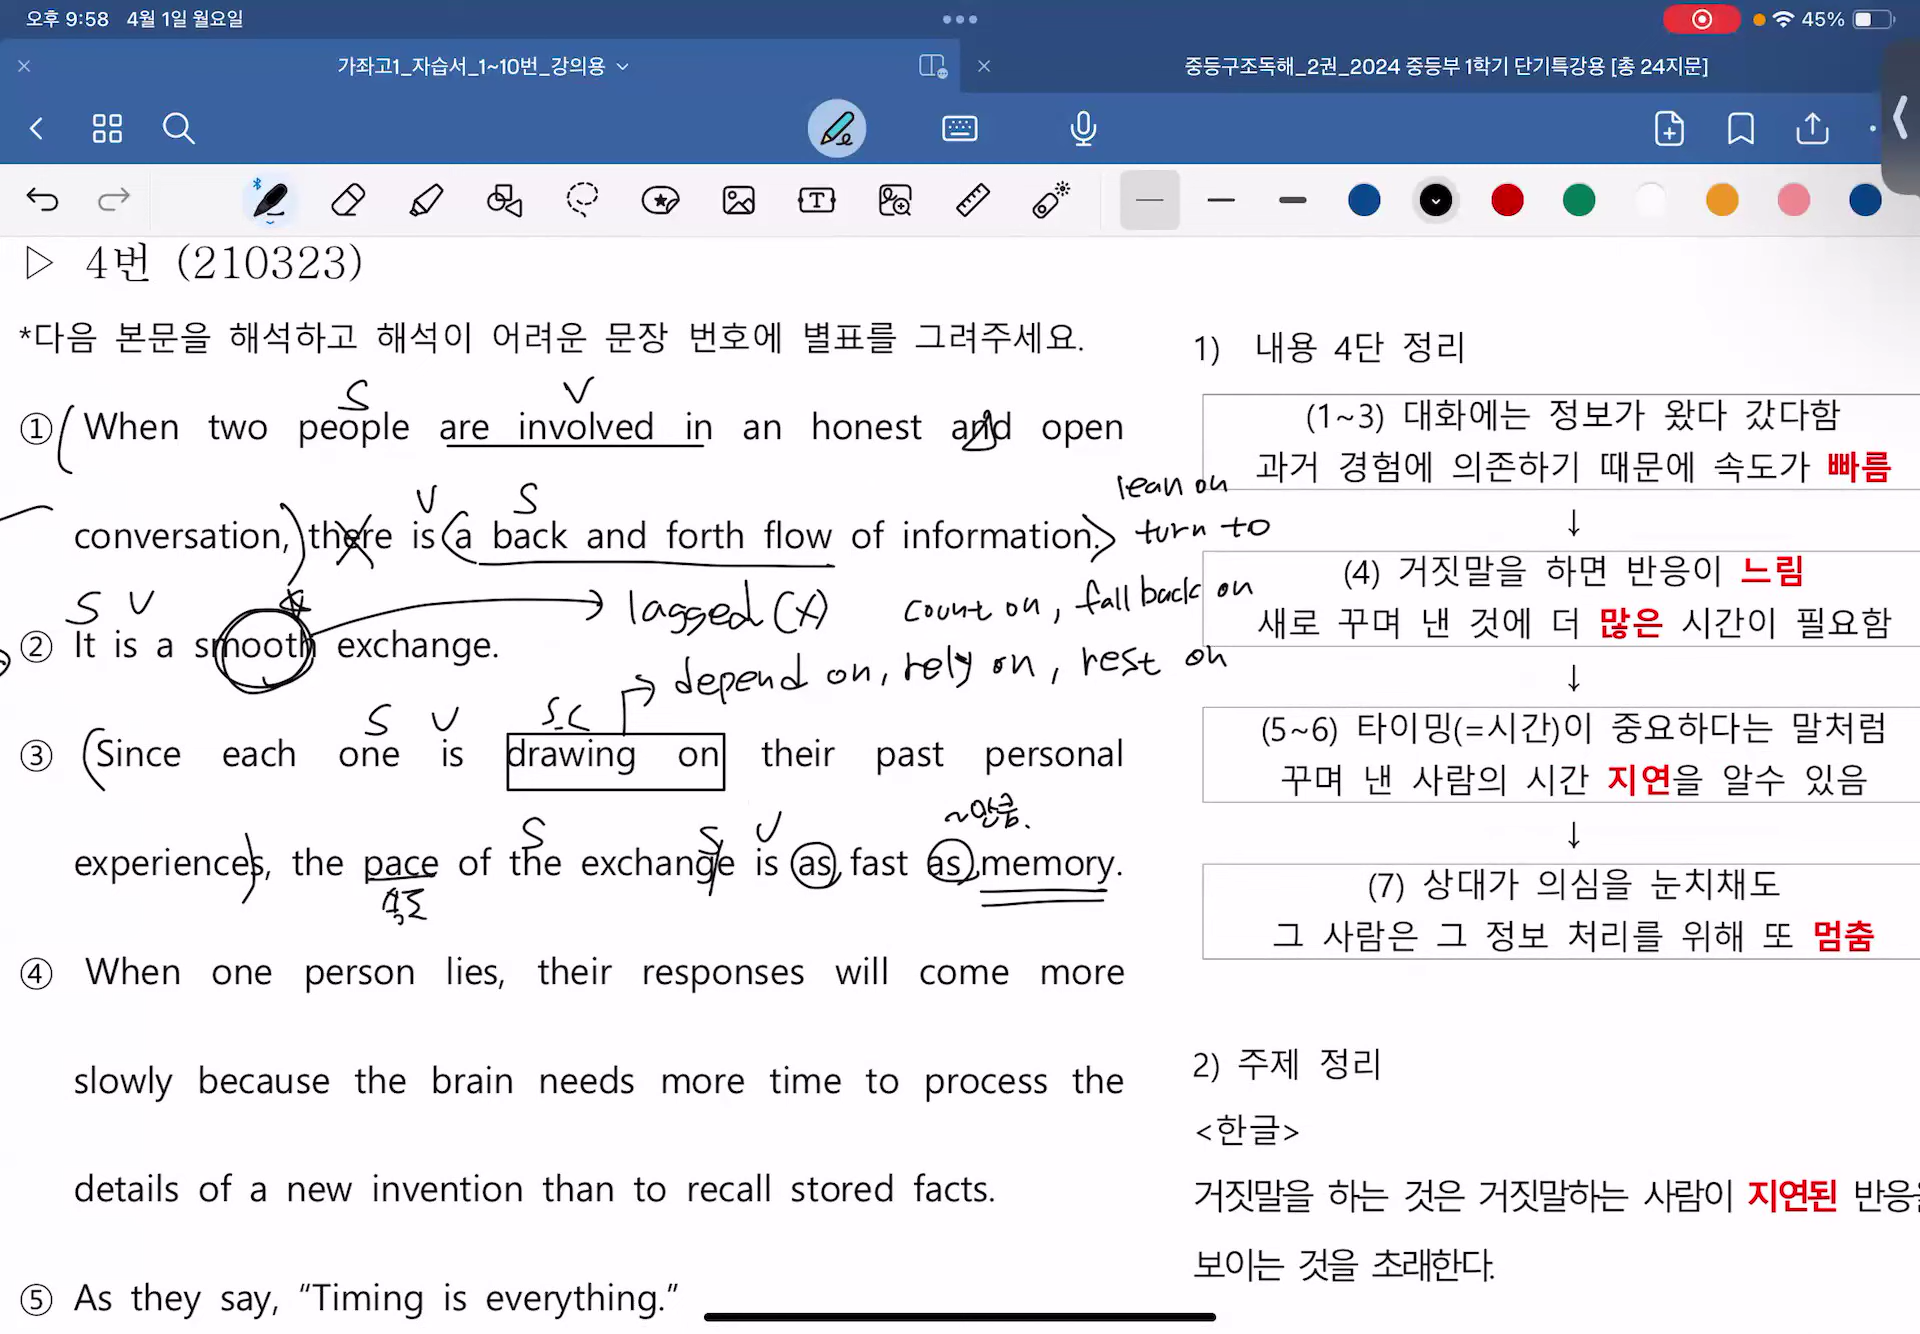 오후 9:58 4월 1일 월요일
45%
가좌고1_자습서_1~10번_강의용
중등구조독해_2권_2024 중등부 1학기 단기특강용 [총 24지문]
▷ 4번 (210323)
*다음 본문을 해석하고 해석이 어려운 문장 번호에 별표를 그려주세요.
S V
① (When two people are involved in an honest and open
V S
conversation,) there is <a back and forth flow of information.>
lean on
turn to
S V
② It is a smooth exchange.
→ lagged (X)
count on, fall back on
→ depend on, rely on, rest on
S V S.C
③ (Since each one is drawing on their past personal
~만큼.
S S V
experiences), the pace of the exchange is as fast as memory.
속도
④ When one person lies, their responses will come more
slowly because the brain needs more time to process the
details of a new invention than to recall stored facts.
⑤ As they say, “Timing is everything.”
1) 내용 4단 정리
(1~3) 대화에는 정보가 왔다 갔다함
과거 경험에 의존하기 때문에 속도가 빠름
↓
(4) 거짓말을 하면 반응이 느림
새로 꾸며 낸 것에 더 많은 시간이 필요함
↓
(5~6) 타이밍(=시간)이 중요하다는 말처럼
꾸며 낸 사람의 시간 지연을 알수 있음
↓
(7) 상대가 의심을 눈치채도
그 사람은 그 정보 처리를 위해 또 멈춤
2) 주제 정리
<한글>
거짓말을 하는 것은 거짓말하는 사람이 지연된 반응을
보이는 것을 초래한다.